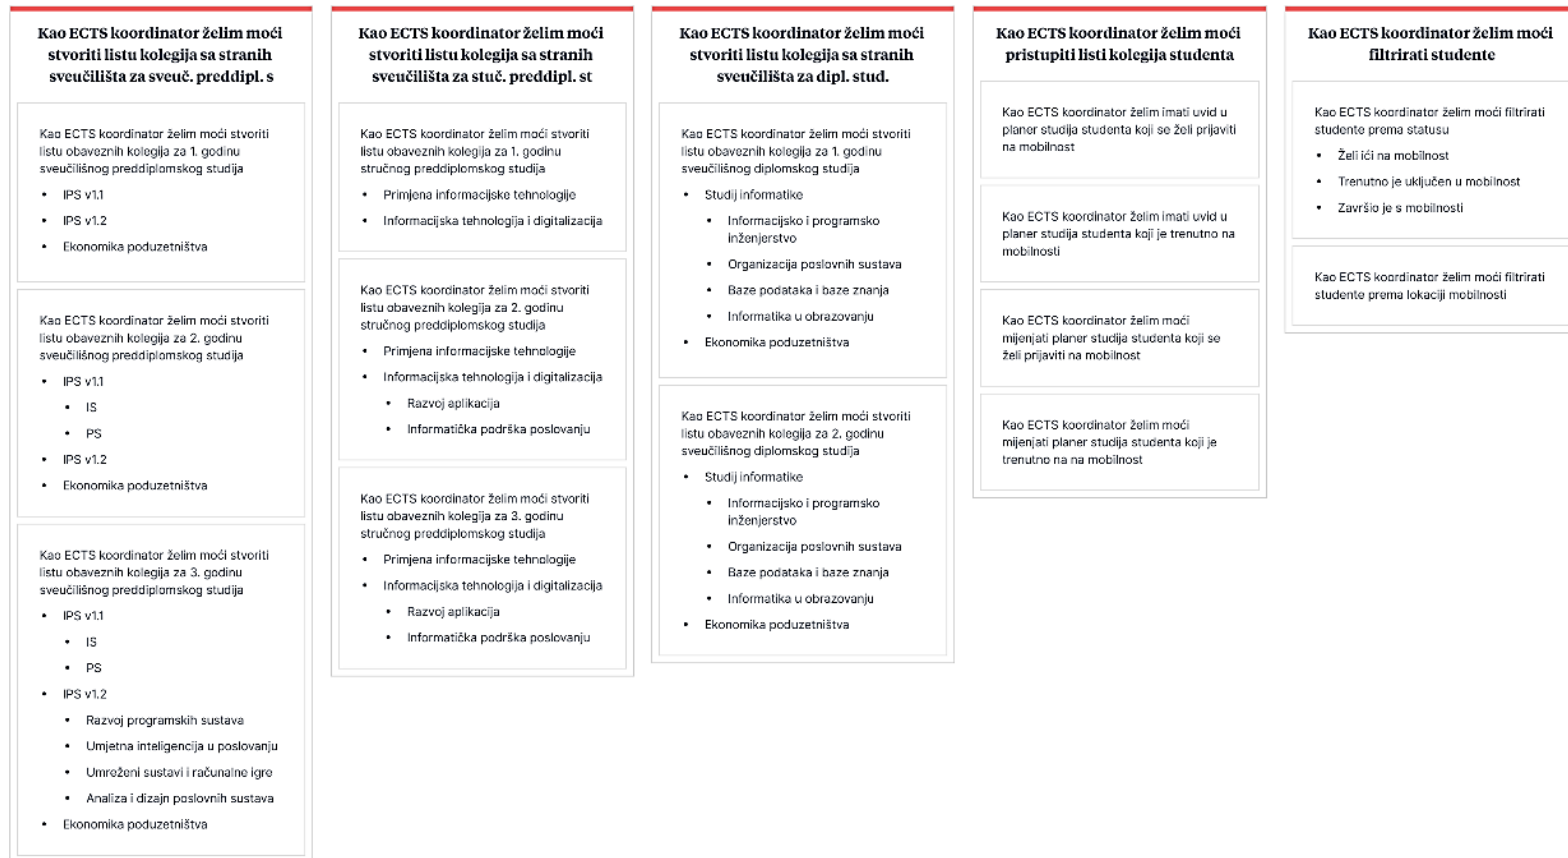 Kao ECTS koordinator želim moći
stvoriti listu kolegija sa stranih
sveučilišta za sveuč. preddipl. s
Kao ECTS koordinator želim moći stvoriti
listu obaveznih kolegija za 1. godinu
sveučilišnog preddiplomskog studija
• IPS v1.1
• IPS v1.2
• Ekonomika poduzetništva
Kao ECTS koordinator želim moći stvoriti
listu obaveznih kolegija za 2. godinu
sveučilišnog preddiplomskog studija
• IPS v1.1
• IS
• PS
• IPS v1.2
• Ekonomika poduzetništva
Kao ECTS koordinator želim moći stvoriti
listu obaveznih kolegija za 3. godinu
sveučilišnog preddiplomskog studija
• IPS v1.1
• IS
• PS
• IPS v1.2
• Razvoj programskih sustava
• Umjetna inteligencija u poslovanju
• Umreženi sustavi i računalne igre
• Analiza i dizajn poslovnih sustava
• Ekonomika poduzetništva
Kao ECTS koordinator želim moći
stvoriti listu kolegija sa stranih
sveučilišta za stuč. preddipl. st
Kao ECTS koordinator želim moći stvoriti
listu obaveznih kolegija za 1. godinu
stručnog preddiplomskog studija
• Primjena informacijske tehnologije
• Informacijska tehnologija i digitalizacija
Kao ECTS koordinator želim moći stvoriti
listu obaveznih kolegija za 2. godinu
stručnog preddiplomskog studija
• Primjena informacijske tehnologije
• Informacijska tehnologija i digitalizacija
• Razvoj aplikacija
• Informatička podrška poslovanju
Kao ECTS koordinator želim moći stvoriti
listu obaveznih kolegija za 3. godinu
stručnog preddiplomskog studija
• Primjena informacijske tehnologije
• Informacijska tehnologija i digitalizacija
• Razvoj aplikacija
• Informatička podrška poslovanju
Kao ECTS koordinator želim moći
stvoriti listu kolegija sa stranih
sveučilišta za dipl. stud.
Kao ECTS koordinator želim moći stvoriti
listu obaveznih kolegija za 1. godinu
sveučilišnog diplomskog studija
• Studij informatike
• Informacijsko i programsko
inženjerstvo
• Organizacija poslovnih sustava
• Baze podataka i baze znanja
• Informatika u obrazovanju
• Ekonomika poduzetništva
Kao ECTS koordinator želim moći stvoriti
listu obaveznih kolegija za 2. godinu
sveučilišnog diplomskog studija
• Studij informatike
• Informacijsko i programsko
inženjerstvo
• Organizacija poslovnih sustava
• Baze podataka i baze znanja
• Informatika u obrazovanju
• Ekonomika poduzetništva
Kao ECTS koordinator želim moći
pristupiti listi kolegija studenta
Kao ECTS koordinator želim imati uvid u
planer studija studenta koji se želi prijaviti
na mobilnost
Kao ECTS koordinator želim imati uvid u
planer studija studenta koji je trenutno na
mobilnosti
Kao ECTS koordinator želim moći
mijenjati planer studija studenta koji se
želi prijaviti na mobilnost
Kao ECTS koordinator želim moći
mijenjati planer studija studenta koji je
trenutno na na mobilnost
Kao ECTS koordinator želim moći
filtrirati studente
Kao ECTS koordinator želim moći filtrirati
studente prema statusu
• Želi ići na mobilnost
• Trenutno je uključen u mobilnost
• Završio je s mobilnosti
Kao ECTS koordinator želim moći filtrirati
studente prema lokaciji mobilnosti